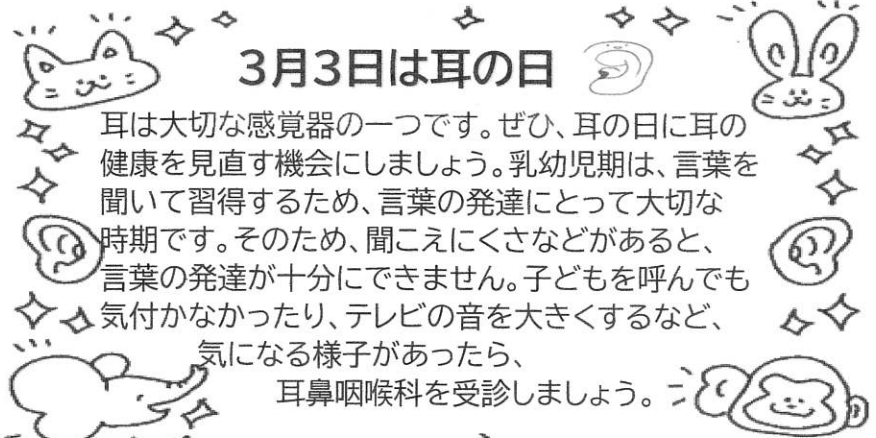 3月3日は耳の日
耳は大切な感覚器の一つです。ぜひ、耳の日に耳の
健康を見直す機会にしましょう。乳幼児期は、言葉を
聞いて習得するため、言葉の発達にとって大切な
時期です。そのため、聞こえにくさなどがあると、
言葉の発達が十分にできません。子どもを呼んでも
気付かなかったり、テレビの音を大きくするなど、
気になる様子があったら、
耳鼻咽喉科を受診しましょう。